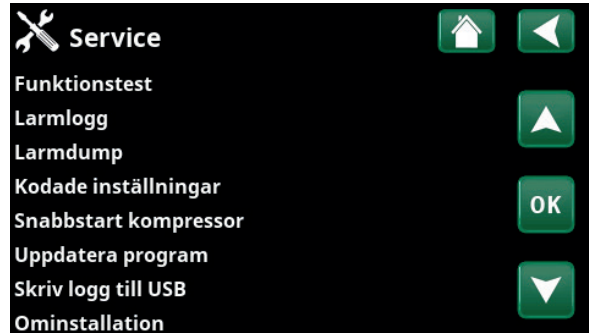 Service
Funktionstest
Larmlogg
Larmdump
Kodade inställningar
OK
Snabbstart kompressor
Uppdatera program
Skriv logg till USB
Ominstallation